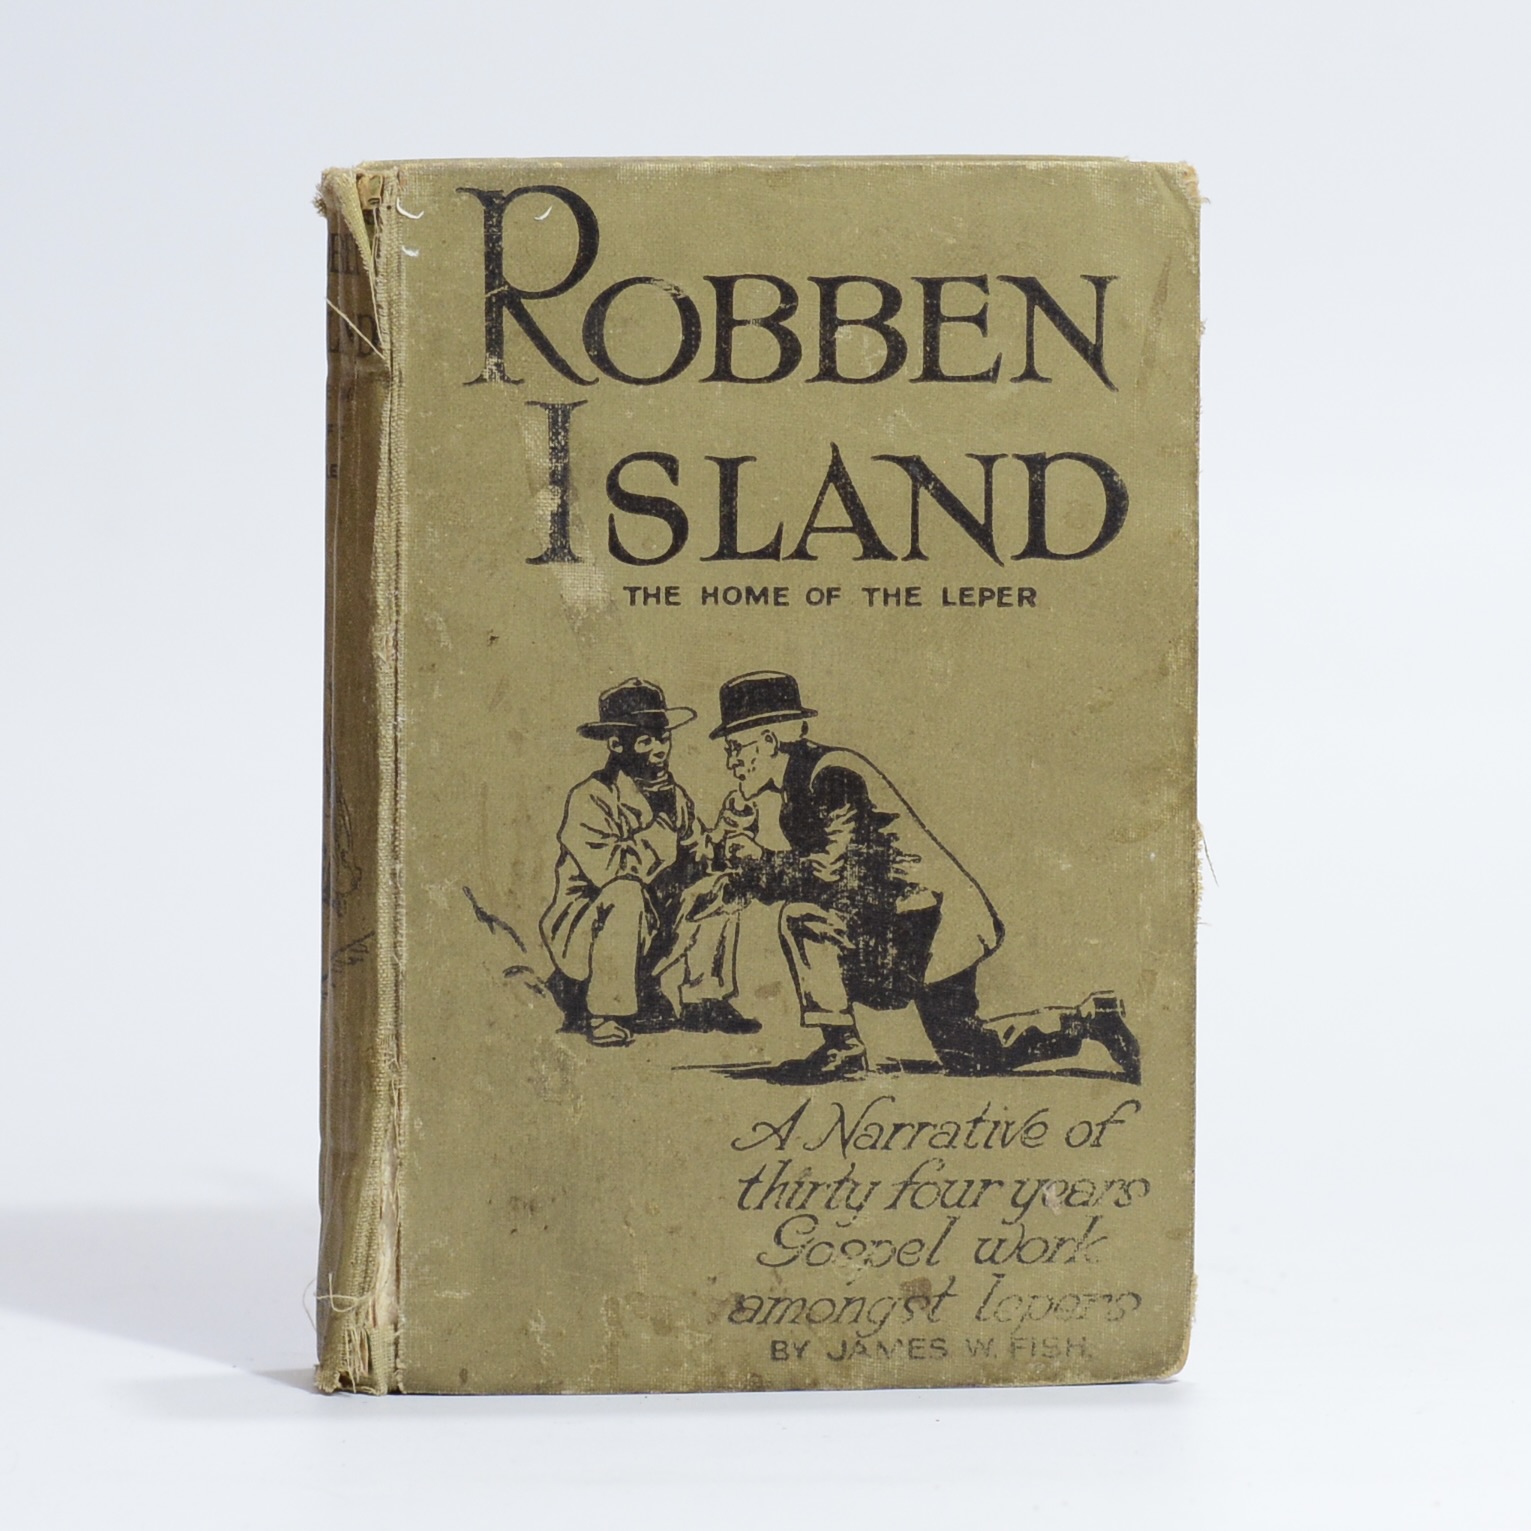 ROBBEN
ISLAND
THE HOME OF THE LEPER
A Narrative of
thirty four years
Gospel work
amongst lepers
BY JAMES W. FISH.